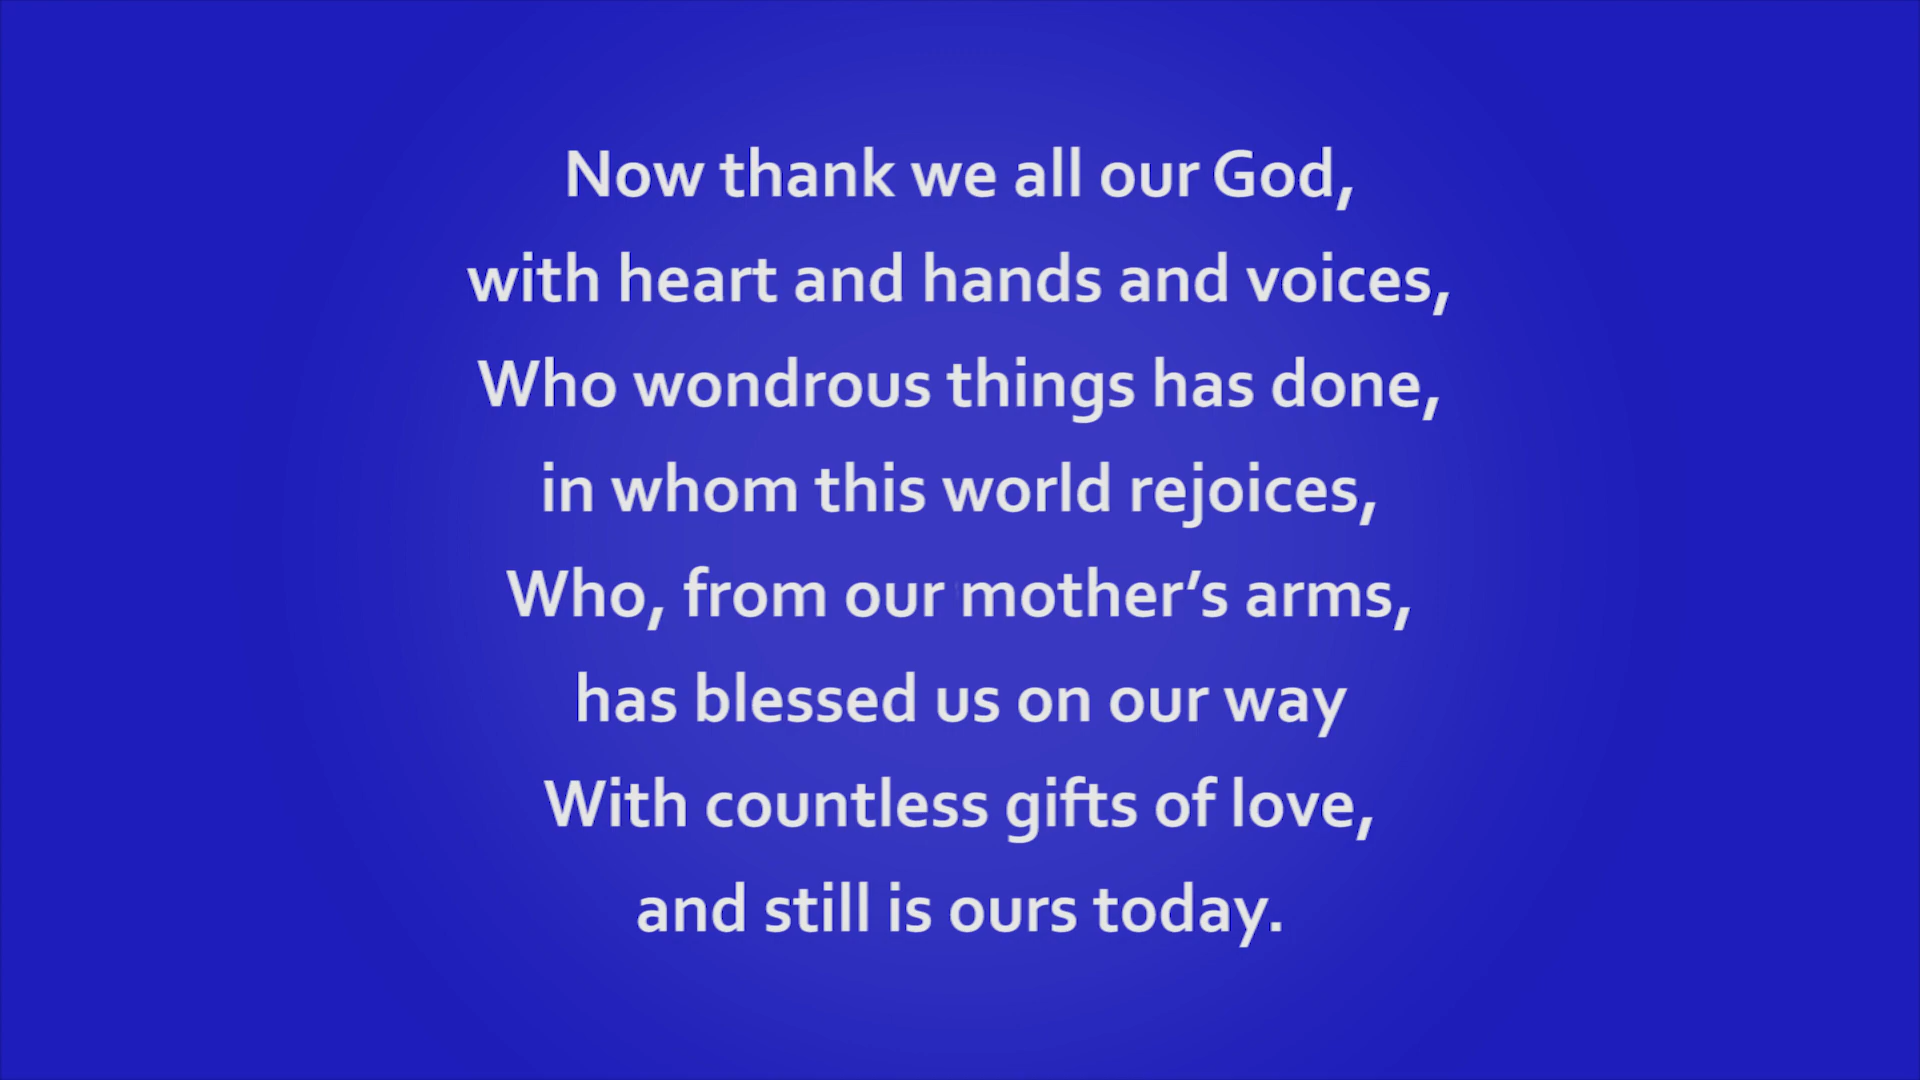 Now thank we all our God,
with heart and hands and voices,
Who wondrous things has done,
in whom this world rejoices,
Who, from our mother’s arms,
has blessed us on our way
With countless gifts of love,
and still is ours today.